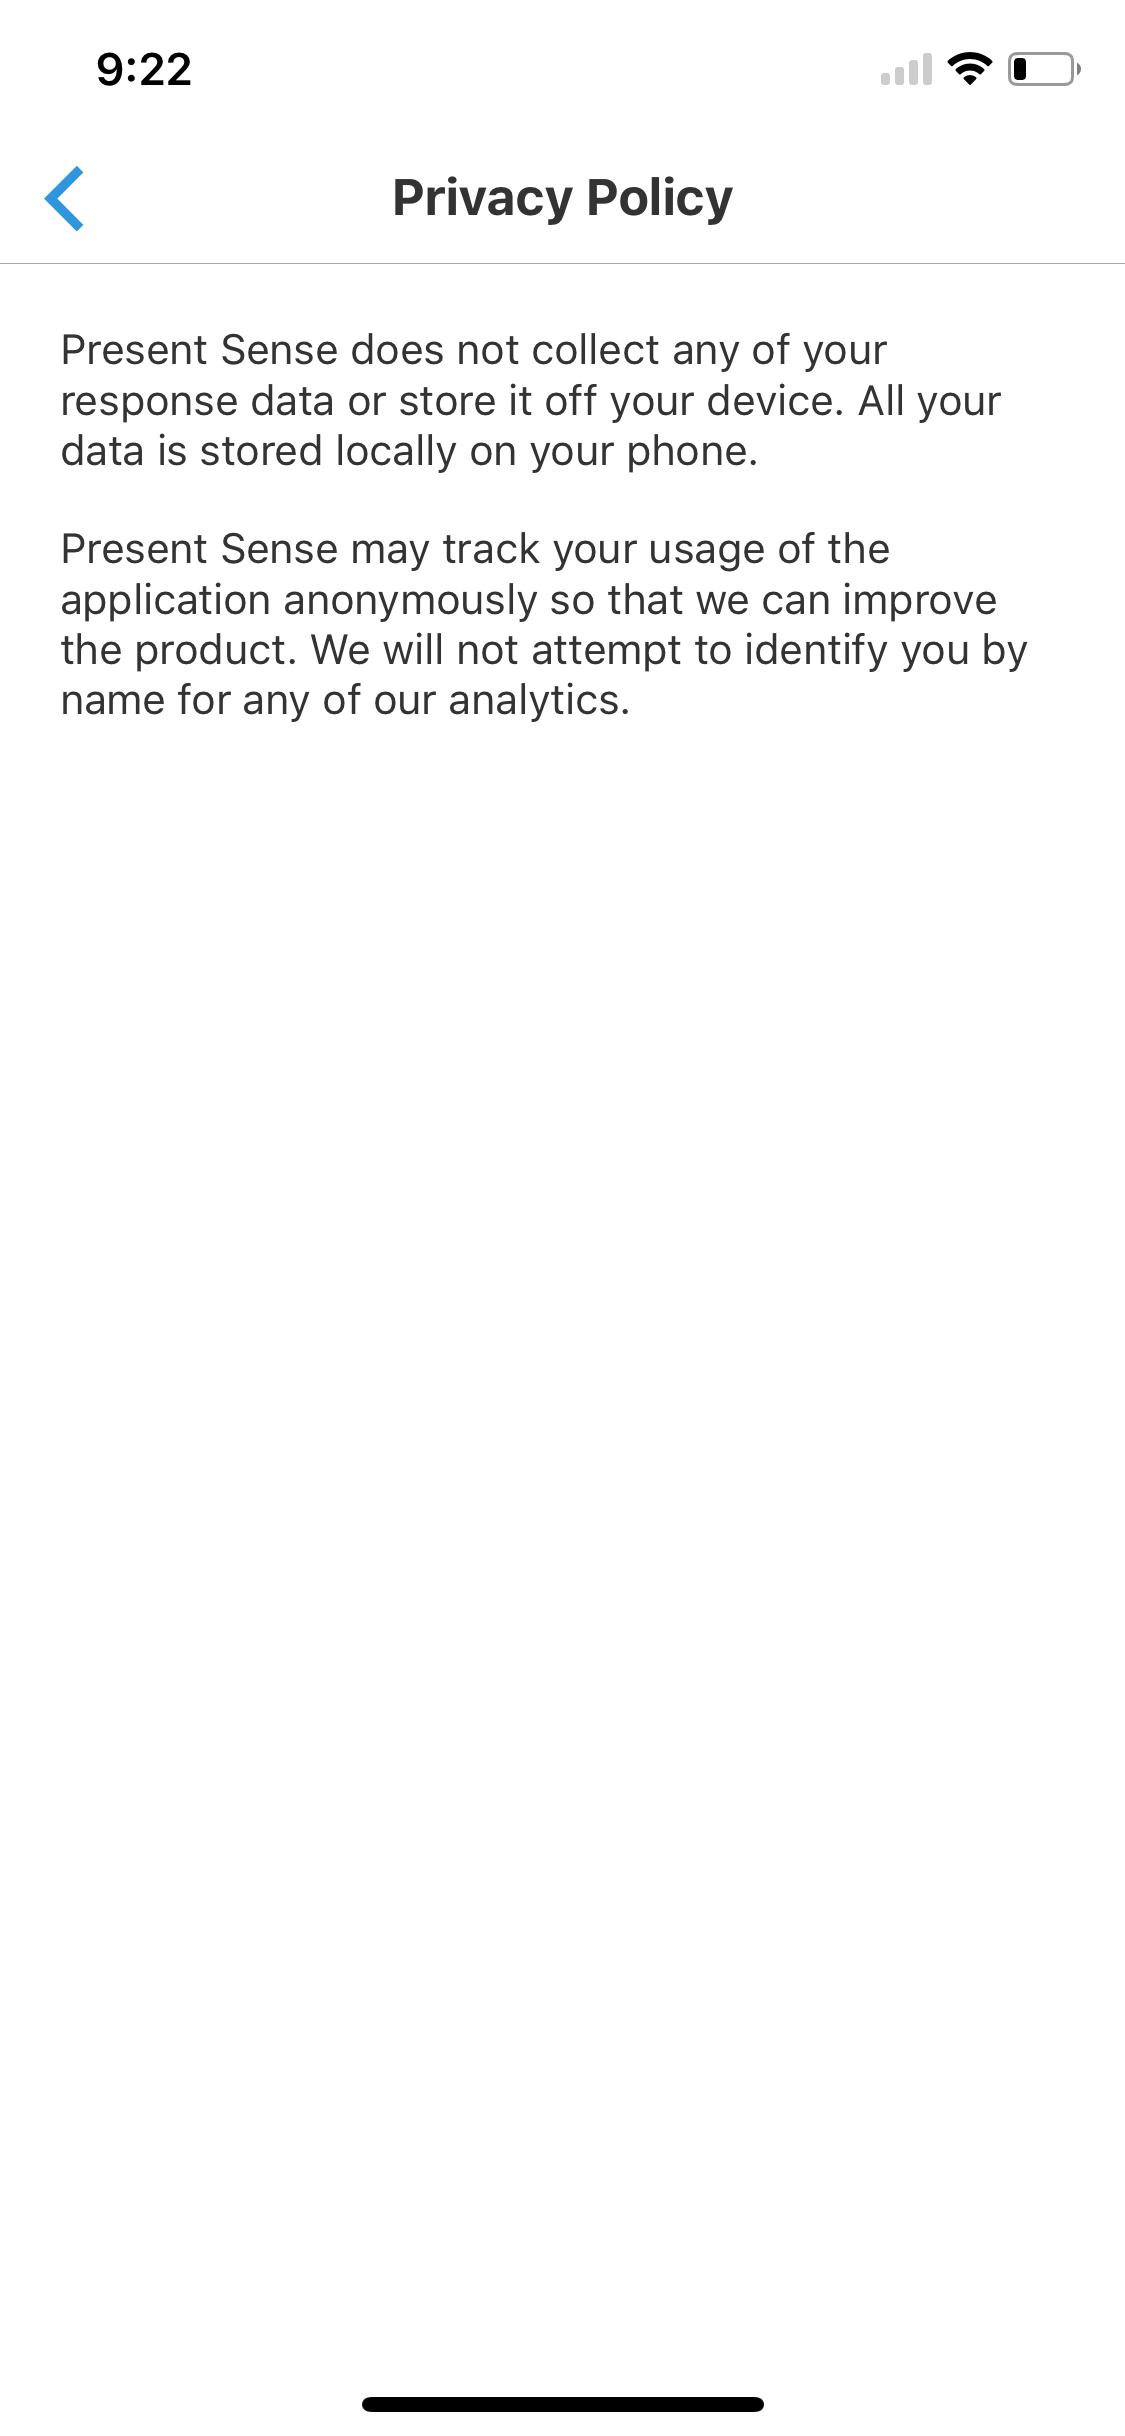 9:22
Privacy Policy
Present Sense does not collect any of your
response data or store it off your device. All your
data is stored locally on your phone.
Present Sense may track your usage of the
application anonymously so that we can improve
the product. We will not attempt to identify you by
name for any of our analytics.